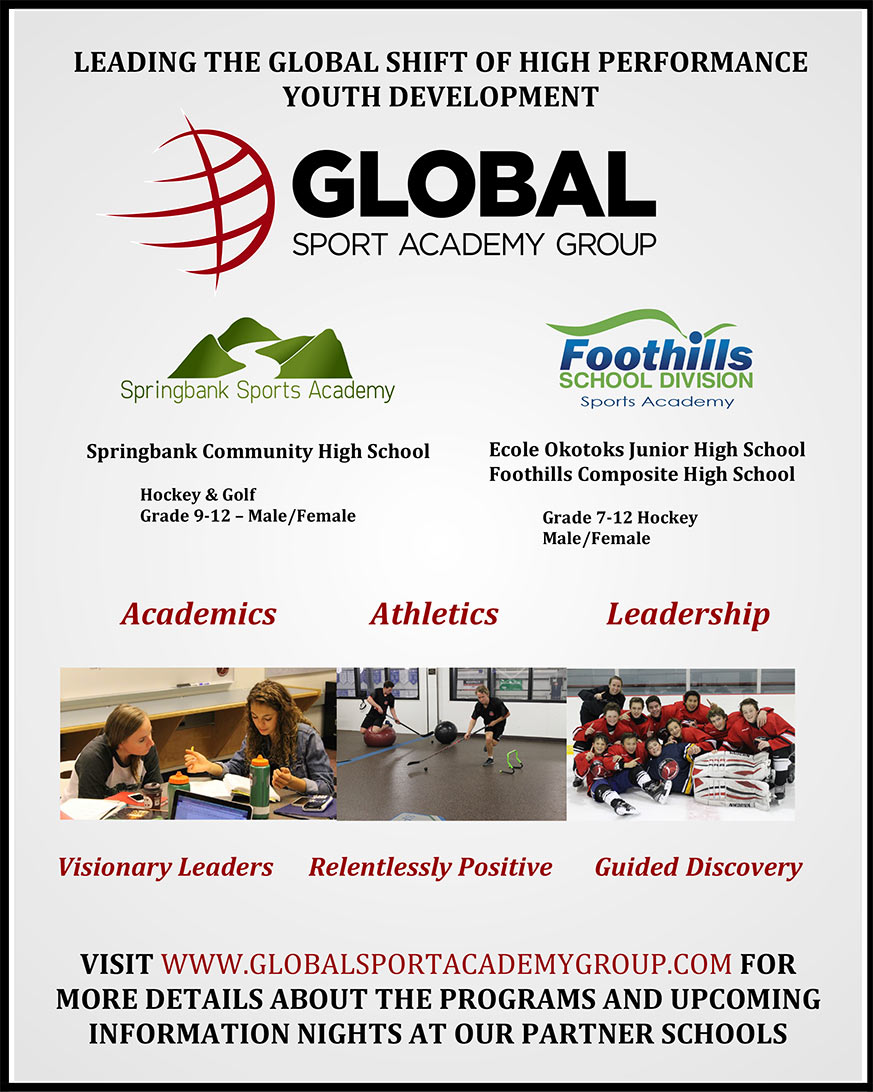 LEADING THE GLOBAL SHIFT OF HIGH PERFORMANCE
YOUTH DEVELOPMENT
GLOBAL
SPORT ACADEMY GROUP
Springbank Sports Academy
Foothills
SCHOOL DIVISION
Sports Academy
Springbank Community High School
Hockey & Golf
Grade 9-12 – Male/Female
Ecole Okotoks Junior High School
Foothills Composite High School
Grade 7-12 Hockey
Male/Female
Academics Athletics Leadership
Visionary Leaders Relentlessly Positive Guided Discovery
VISIT WWW.GLOBALSPORTACADEMYGROUP.COM FOR
MORE DETAILS ABOUT THE PROGRAMS AND UPCOMING
INFORMATION NIGHTS AT OUR PARTNER SCHOOLS